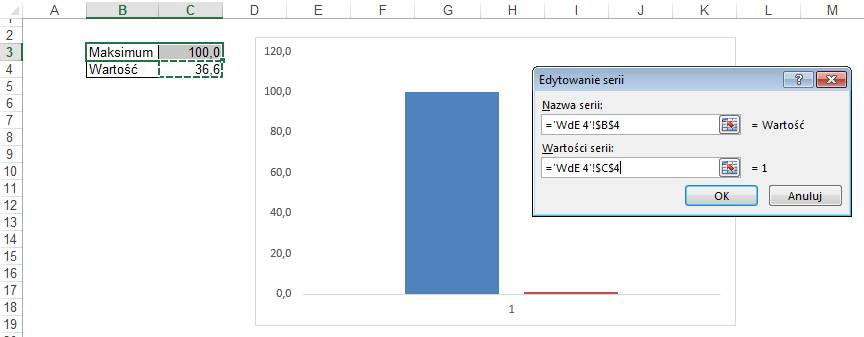 A B C D E F G H I J K L M
1
2
3 Maksimum 100,0
4 Wartość 36,6
5
6
7
8
9
10
11
12
13
14
15
16
17
18
19
120,0
100,0
80,0
60,0
40,0
20,0
0,0
1
Edytowanie serii
Nazwa serii:
='WdE 4'!$B$4 = Wartość
Wartości serii:
='WdE 4'!$C$4 = 1
OK Anuluj